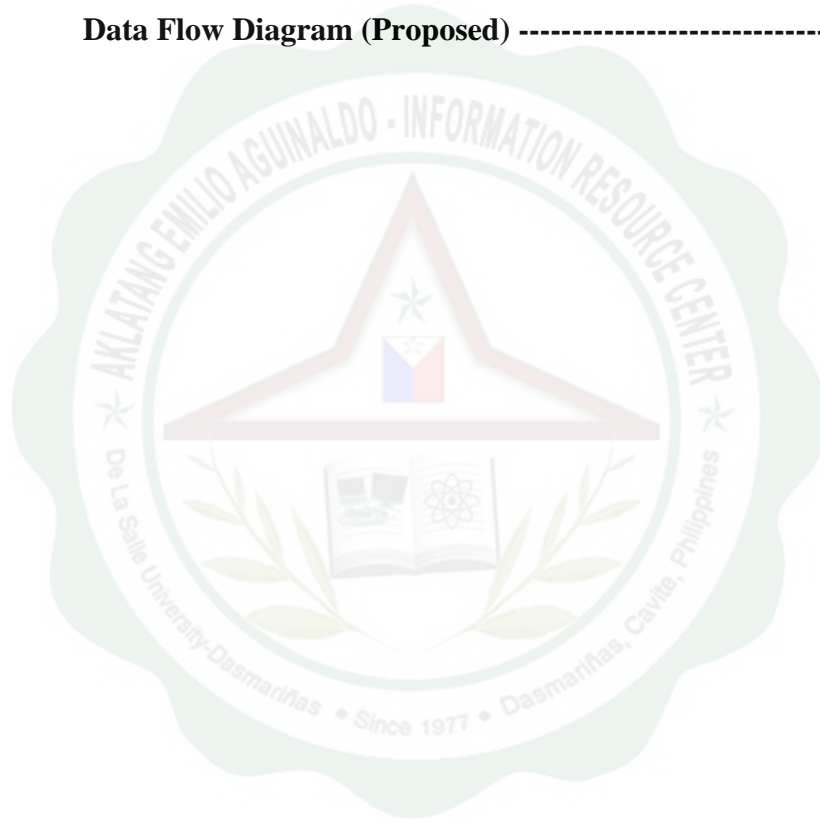 Data Flow Diagram (Proposed) -----------------------------
AKLATANG EMILIO AGUINALDO - INFORMATION RESOURCE CENTER
De La Salle University-Dasmariñas • Since 1977 • Dasmariñas, Cavite, Philippines